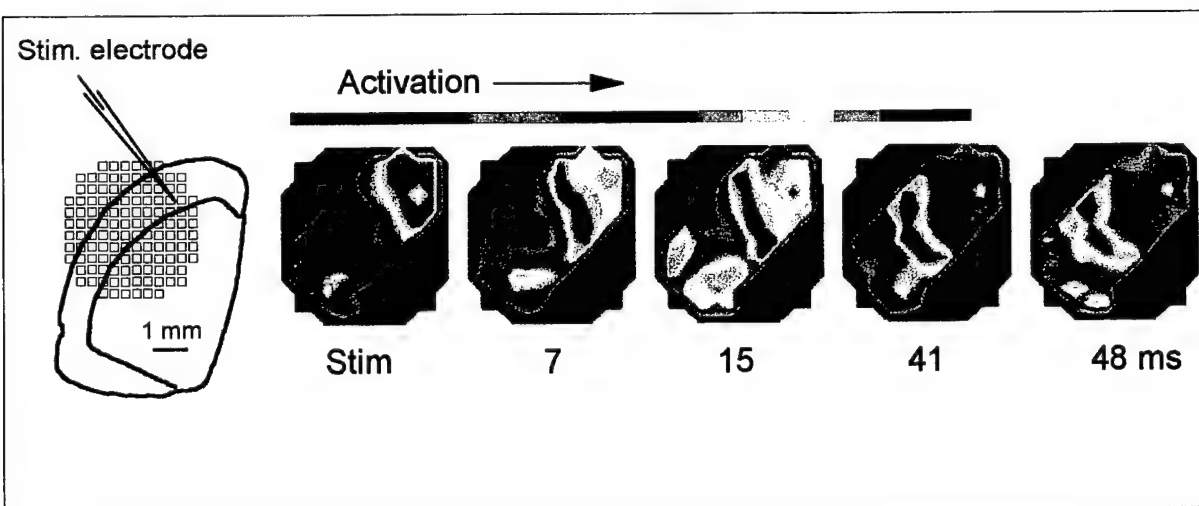 Stim. electrode
Activation
1 mm
Stim
7
15
41
48 ms